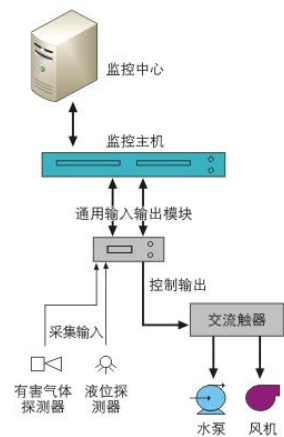 监控中心
监控主机
通用输入输出模块
控制输出
采集输入
交流触器
有害气体
探测器
液位探
测器
水泵
风机